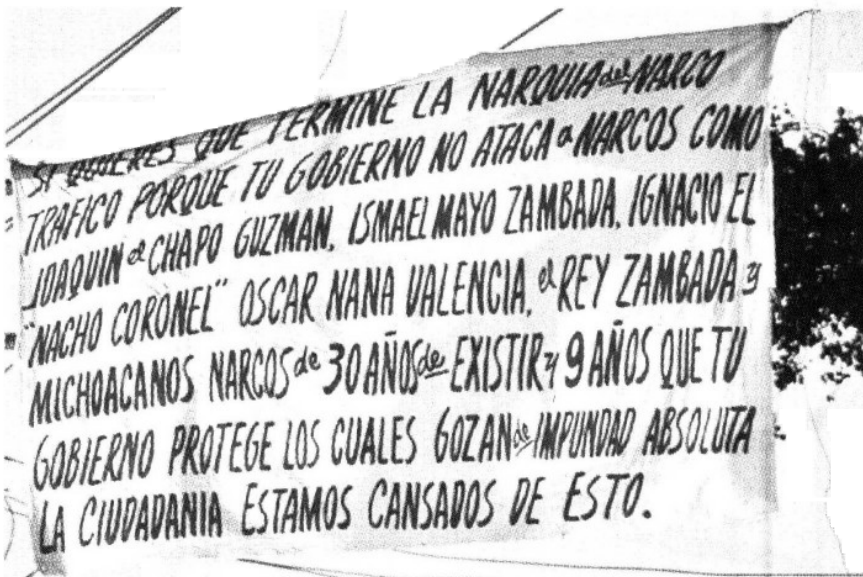 SI QUIERES QUE TERMINE LA NARQUIA del NARCO
TRAFICO PORQUE TU GOBIERNO NO ATACA a NARCOS COMO
JOAQUIN el CHAPO GUZMAN, ISMAEL MAYO ZAMBADA, IGNACIO EL
"NACHO CORONEL" OSCAR NANA VALENCIA, el REY ZAMBADA y
MICHOACANOS NARCOS de 30 AÑOS de EXISTIR y 9 AÑOS QUE TU
GOBIERNO PROTEGE LOS CUALES GOZAN de IMPUNDAD ABSOLUTA
LA CIUDADANIA ESTAMOS CANSADOS DE ESTO.